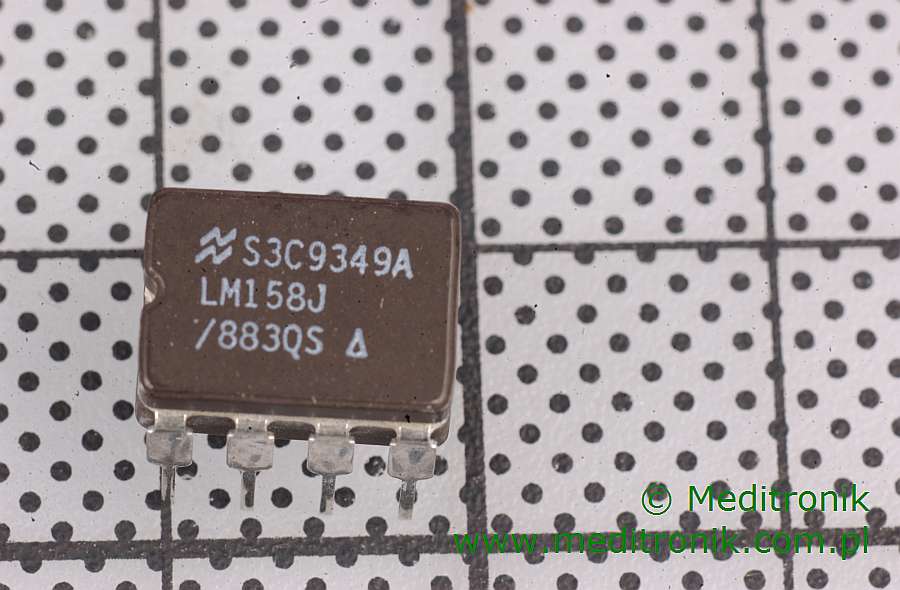 S3C9349A
LM158J
/883QS Δ
© Meditronik
www.meditronik.com.pl